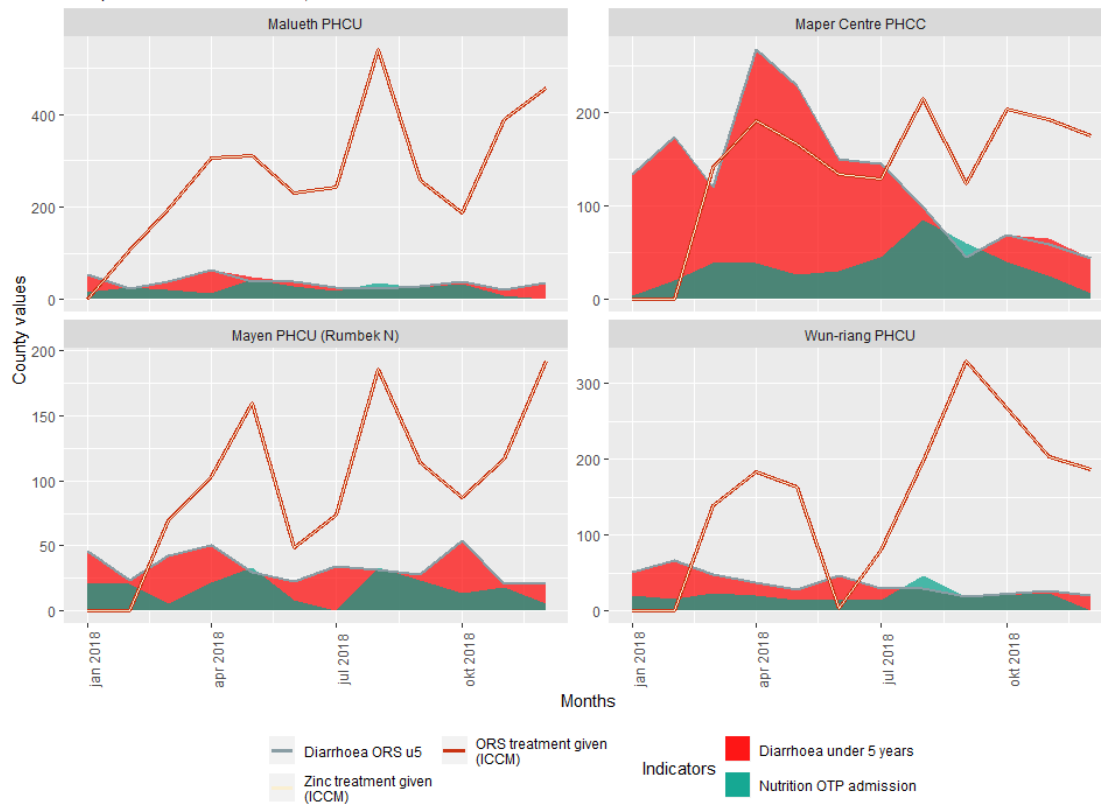 Malueth PHCU
Maper Centre PHCC
400
200
0
200
100
0
Mayen PHCU (Rumbek N)
Wun-riang PHCU
200
150
100
50
0
300
200
100
0
County values
jan 2018
apr 2018
jul 2018
okt 2018
jan 2018
apr 2018
jul 2018
okt 2018
Months
Diarrhoea ORS u5
ORS treatment given
(ICCM)
Zinc treatment given
(ICCM)
Indicators
Diarrhoea under 5 years
Nutrition OTP admission